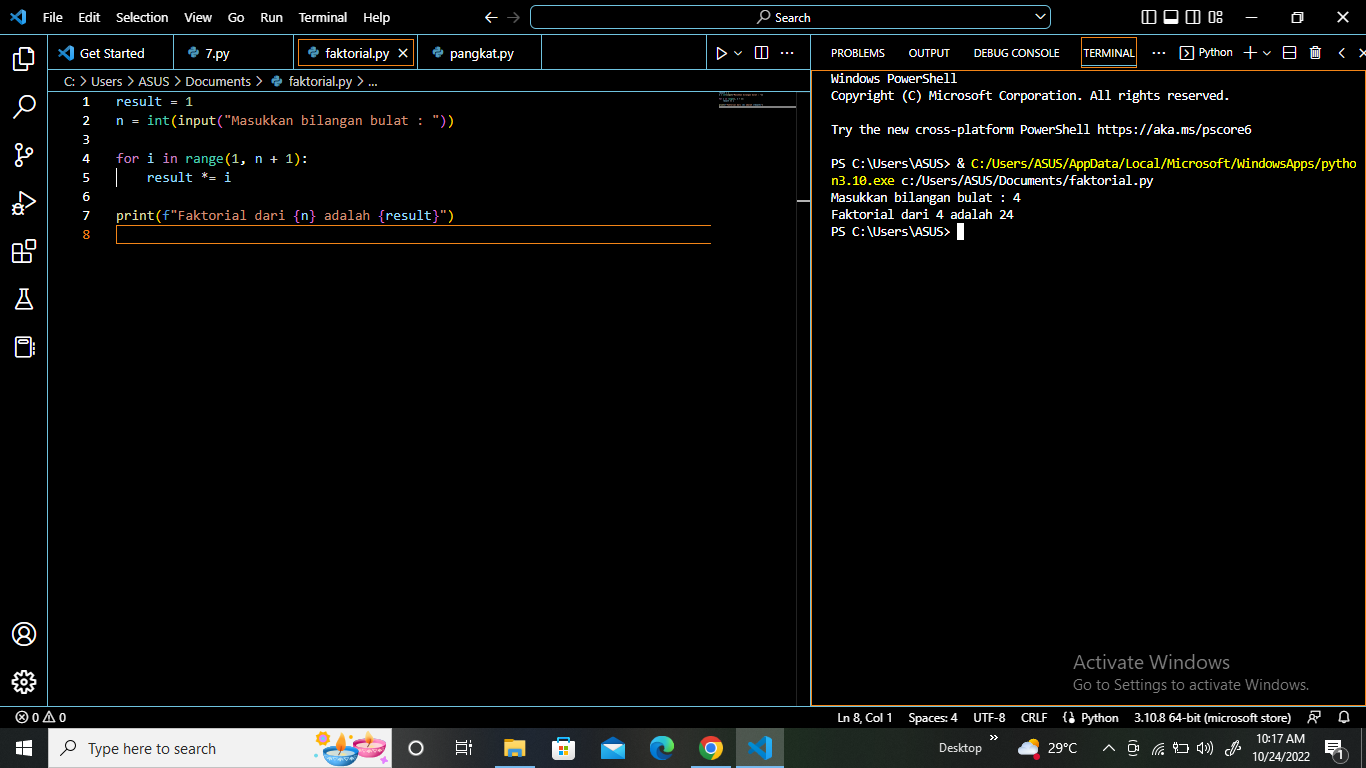 File Edit Selection View Go Run Terminal Help
Search
Get Started 7.py faktorial.py pangkat.py
C: > Users > ASUS > Documents > faktorial.py > ...
1 result = 1
2 n = int(input("Masukkan bilangan bulat : "))
3
4 for i in range(1, n + 1):
5     result *= i
6
7 print(f"Faktorial dari {n} adalah {result}")
8
PROBLEMS OUTPUT DEBUG CONSOLE TERMINAL ... Python
Windows PowerShell
Copyright (C) Microsoft Corporation. All rights reserved.
Try the new cross-platform PowerShell https://aka.ms/pscore6
PS C:\Users\ASUS> & C:/Users/ASUS/AppData/Local/Microsoft/WindowsApps/pytho
n3.10.exe c:/Users/ASUS/Documents/faktorial.py
Masukkan bilangan bulat : 4
Faktorial dari 4 adalah 24
PS C:\Users\ASUS>
Activate Windows
Go to Settings to activate Windows.
0 0 Ln 8, Col 1 Spaces: 4 UTF-8 CRLF Python 3.10.8 64-bit (microsoft store)
Type here to search Desktop 29°C 10:17 AM
10/24/2022 1